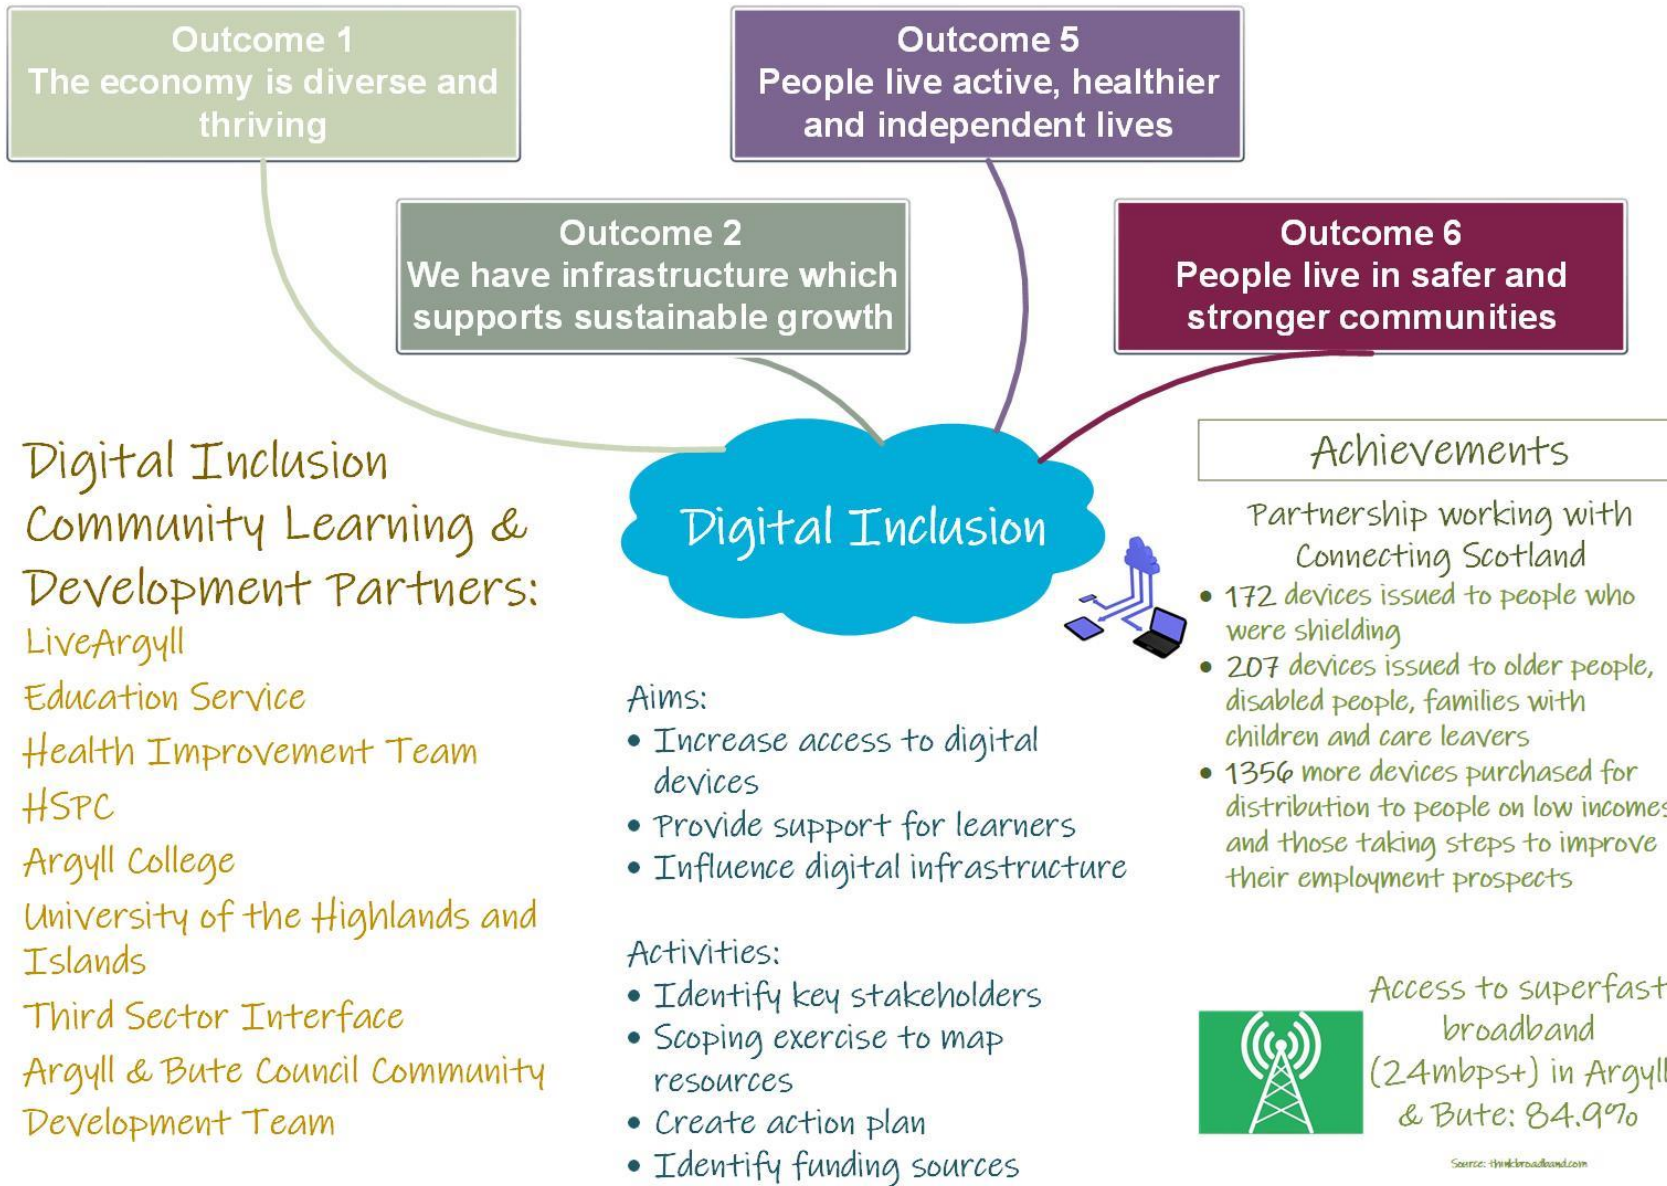 Outcome 1
The economy is diverse and
thriving
Outcome 5
People live active, healthier
and independent lives
Outcome 2
We have infrastructure which
supports sustainable growth
Outcome 6
People live in safer and
stronger communities
Digital Inclusion
Digital Inclusion
Community Learning &
Development Partners:
LiveArgyll
Education Service
Health Improvement Team
HSPC
Argyll College
University of the Highlands and
Islands
Third Sector Interface
Argyll & Bute Council Community
Development Team
Aims:
• Increase access to digital
devices
• Provide support for learners
• Influence digital infrastructure
Activities:
• Identify key stakeholders
• Scoping exercise to map
resources
• Create action plan
• Identify funding sources
Achievements
Partnership working with
Connecting Scotland
• 172 devices issued to people who
were shielding
• 207 devices issued to older people,
disabled people, families with
children and care leavers
• 1356 more devices purchased for
distribution to people on low incomes
and those taking steps to improve
their employment prospects
Access to superfast
broadband
(24mbps+) in Argyll
& Bute: 84.9%
Source: thinkbroadband.com